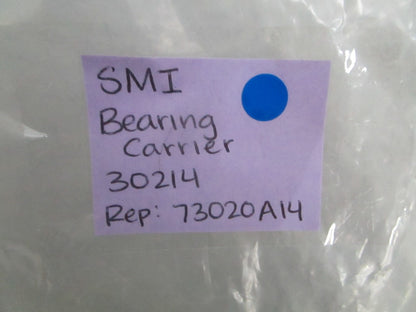 SMI
Bearing
Carrier
30214
Rep: 73020A14